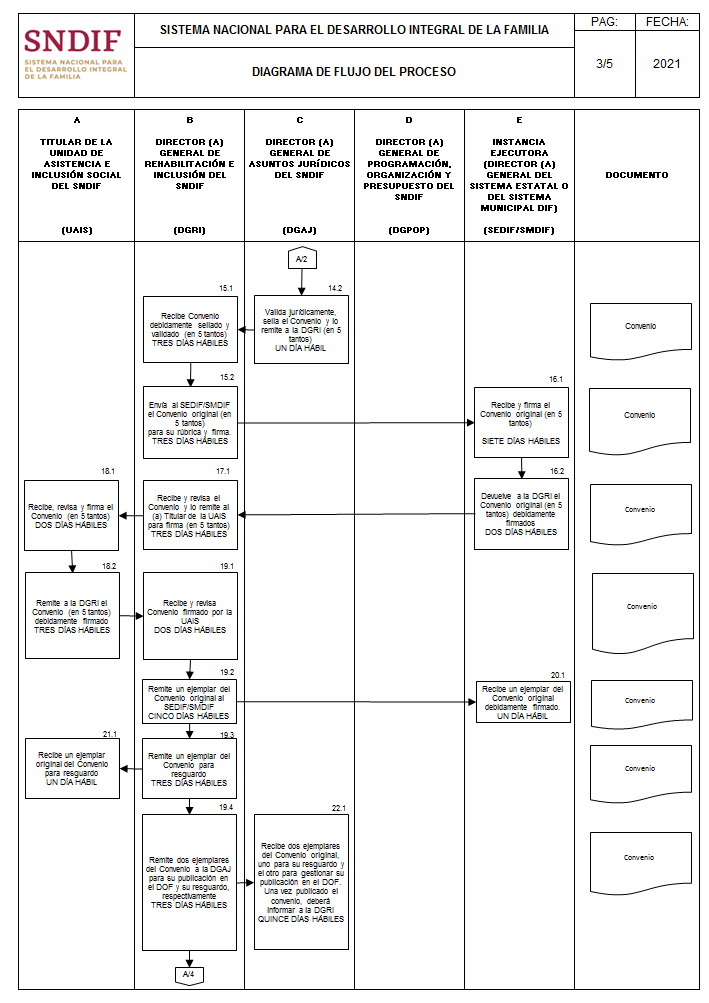 SNDIF
SISTEMA NACIONAL PARA
EL DESARROLLO INTEGRAL
DE LA FAMILIA
SISTEMA NACIONAL PARA EL DESARROLLO INTEGRAL DE LA FAMILIA
DIAGRAMA DE FLUJO DEL PROCESO
PAG:
FECHA:
3/5
2021
A
TITULAR DE LA
UNIDAD DE
ASISTENCIA E
INCLUSIÓN SOCIAL
DEL SNDIF
(UAIS)
B
DIRECTOR (A)
GENERAL DE
REHABILITACIÓN E
INCLUSIÓN DEL
SNDIF
(DGRI)
C
DIRECTOR (A)
GENERAL DE
ASUNTOS JURÍDICOS
DEL SNDIF
(DGAJ)
D
DIRECTOR (A)
GENERAL DE
PROGRAMACIÓN,
ORGANIZACIÓN Y
PRESUPUESTO DEL
SNDIF
(DGPOP)
E
INSTANCIA
EJECUTORA
(DIRECTOR (A)
GENERAL DEL
SISTEMA ESTATAL O
DEL SISTEMA
MUNICIPAL DIF)
(SEDIF/SMDIF)
DOCUMENTO
A/2
14.2
Valida jurídicamente,
sella el Convenio y lo
remite a la DGRI (en 5
tantos)
UN DÍA HÁBIL
15.1
Recibe Convenio
debidamente sellado y
validado (en 5 tantos)
TRES DÍAS HÁBILES
Convenio
15.2
Envía al SEDIF/SMDIF
el Convenio original (en
5 tantos)
para su rúbrica y firma.
TRES DÍAS HÁBILES
16.1
Recibe y firma el
Convenio original (en 5
tantos)
SIETE DÍAS HÁBILES
Convenio
16.2
Devuelve a la DGRI el
Convenio original (en 5
tantos) debidamente
firmados
DOS DÍAS HÁBILES
17.1
Recibe y revisa el
Convenio y lo remite al
(a) Titular de la UAIS
para firma (en 5 tantos)
TRES DÍAS HÁBILES
18.1
Recibe, revisa y firma el
Convenio (en 5 tantos)
DOS DÍAS HÁBILES
Convenio
18.2
Remite a la DGRI el
Convenio (en 5 tantos)
debidamente firmado
TRES DÍAS HÁBILES
19.1
Recibe y revisa
Convenio firmado por la
UAIS
DOS DÍAS HÁBILES
Convenio
19.2
Remite un ejemplar del
Convenio original al
SEDIF/SMDIF
CINCO DÍAS HÁBILES
20.1
Recibe un ejemplar del
Convenio original
debidamente firmado.
UN DÍA HÁBIL
Convenio
19.3
Remite un ejemplar del
Convenio para
resguardo
TRES DÍAS HÁBILES
21.1
Recibe un ejemplar
original del Convenio
para resguardo
UN DÍA HÁBIL
Convenio
19.4
Remite dos ejemplares
del Convenio a la DGAJ
para su publicación en
el DOF y su resguardo,
respectivamente
TRES DÍAS HÁBILES
22.1
Recibe dos ejemplares
del Convenio original,
uno para su resguardo y
el otro para gestionar su
publicación en el DOF.
Una vez publicado el
convenio, deberá
informar a la DGRI
QUINCE DÍAS HÁBILES
Convenio
A/4